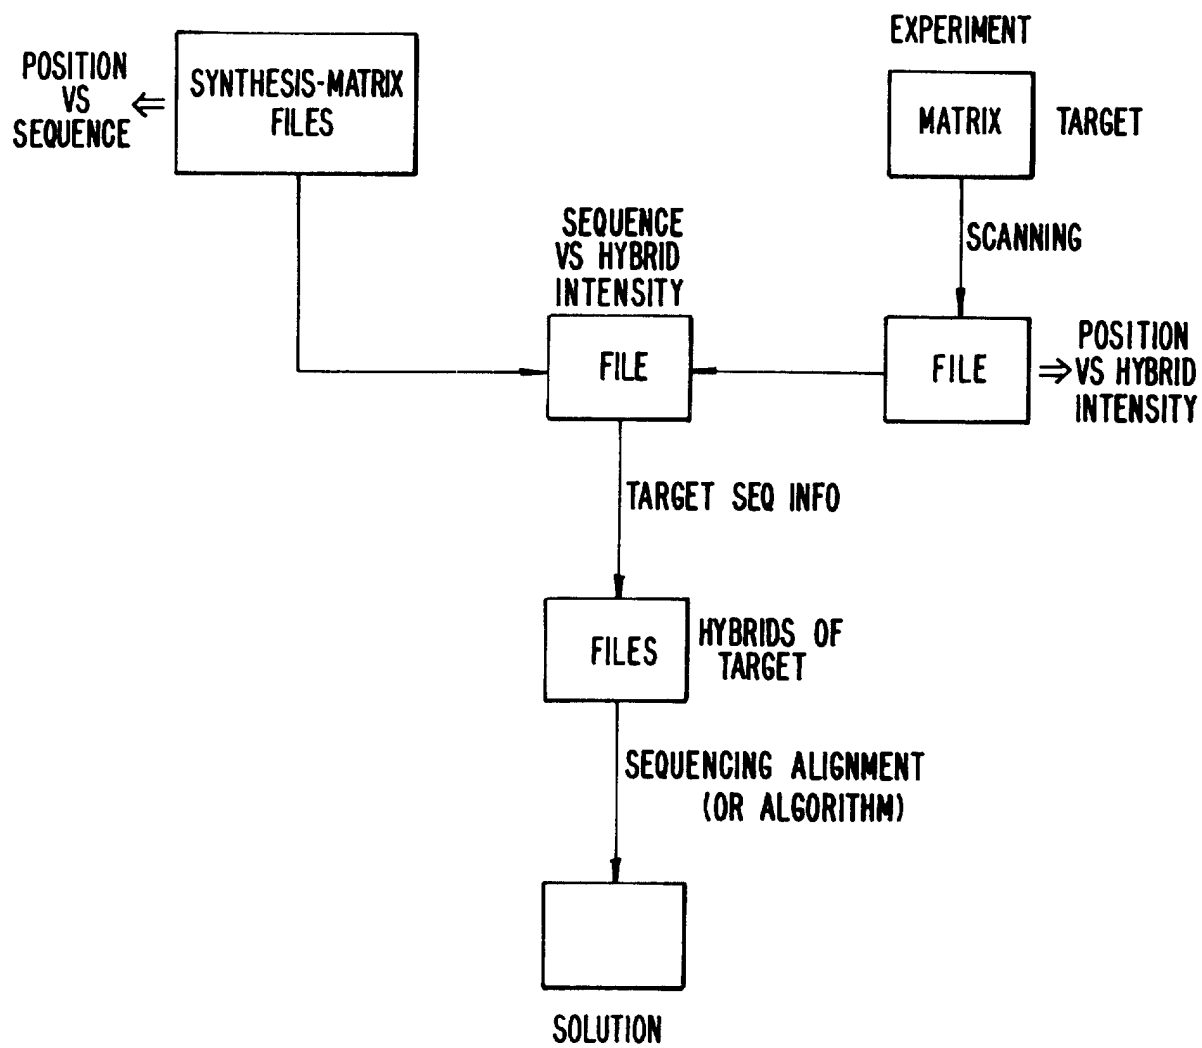 EXPERIMENT
POSITION
VS
SEQUENCE
SYNTHESIS-MATRIX
FILES
MATRIX
TARGET
SCANNING
SEQUENCE
VS HYBRID
INTENSITY
FILE
FILE
POSITION
VS HYBRID
INTENSITY
TARGET SEQ INFO
FILES
HYBRIDS OF
TARGET
SEQUENCING ALIGNMENT
(OR ALGORITHM)
SOLUTION